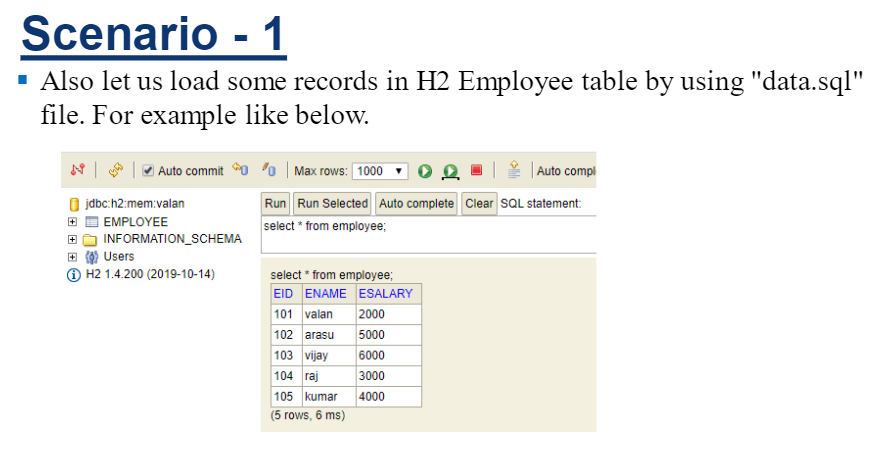 Scenario - 1
Also let us load some records in H2 Employee table by using "data.sql"
file. For example like below.
Auto commit Max rows: 1000 Auto compl
jdbc:h2:mem:valan
EMPLOYEE
INFORMATION_SCHEMA
Users
H2 1.4.200 (2019-10-14)
Run Run Selected Auto complete Clear SQL statement:
select * from employee;
select * from employee;
EID ENAME ESALARY
101 valan 2000
102 arasu 5000
103 vijay 6000
104 raj 3000
105 kumar 4000
(5 rows, 6 ms)